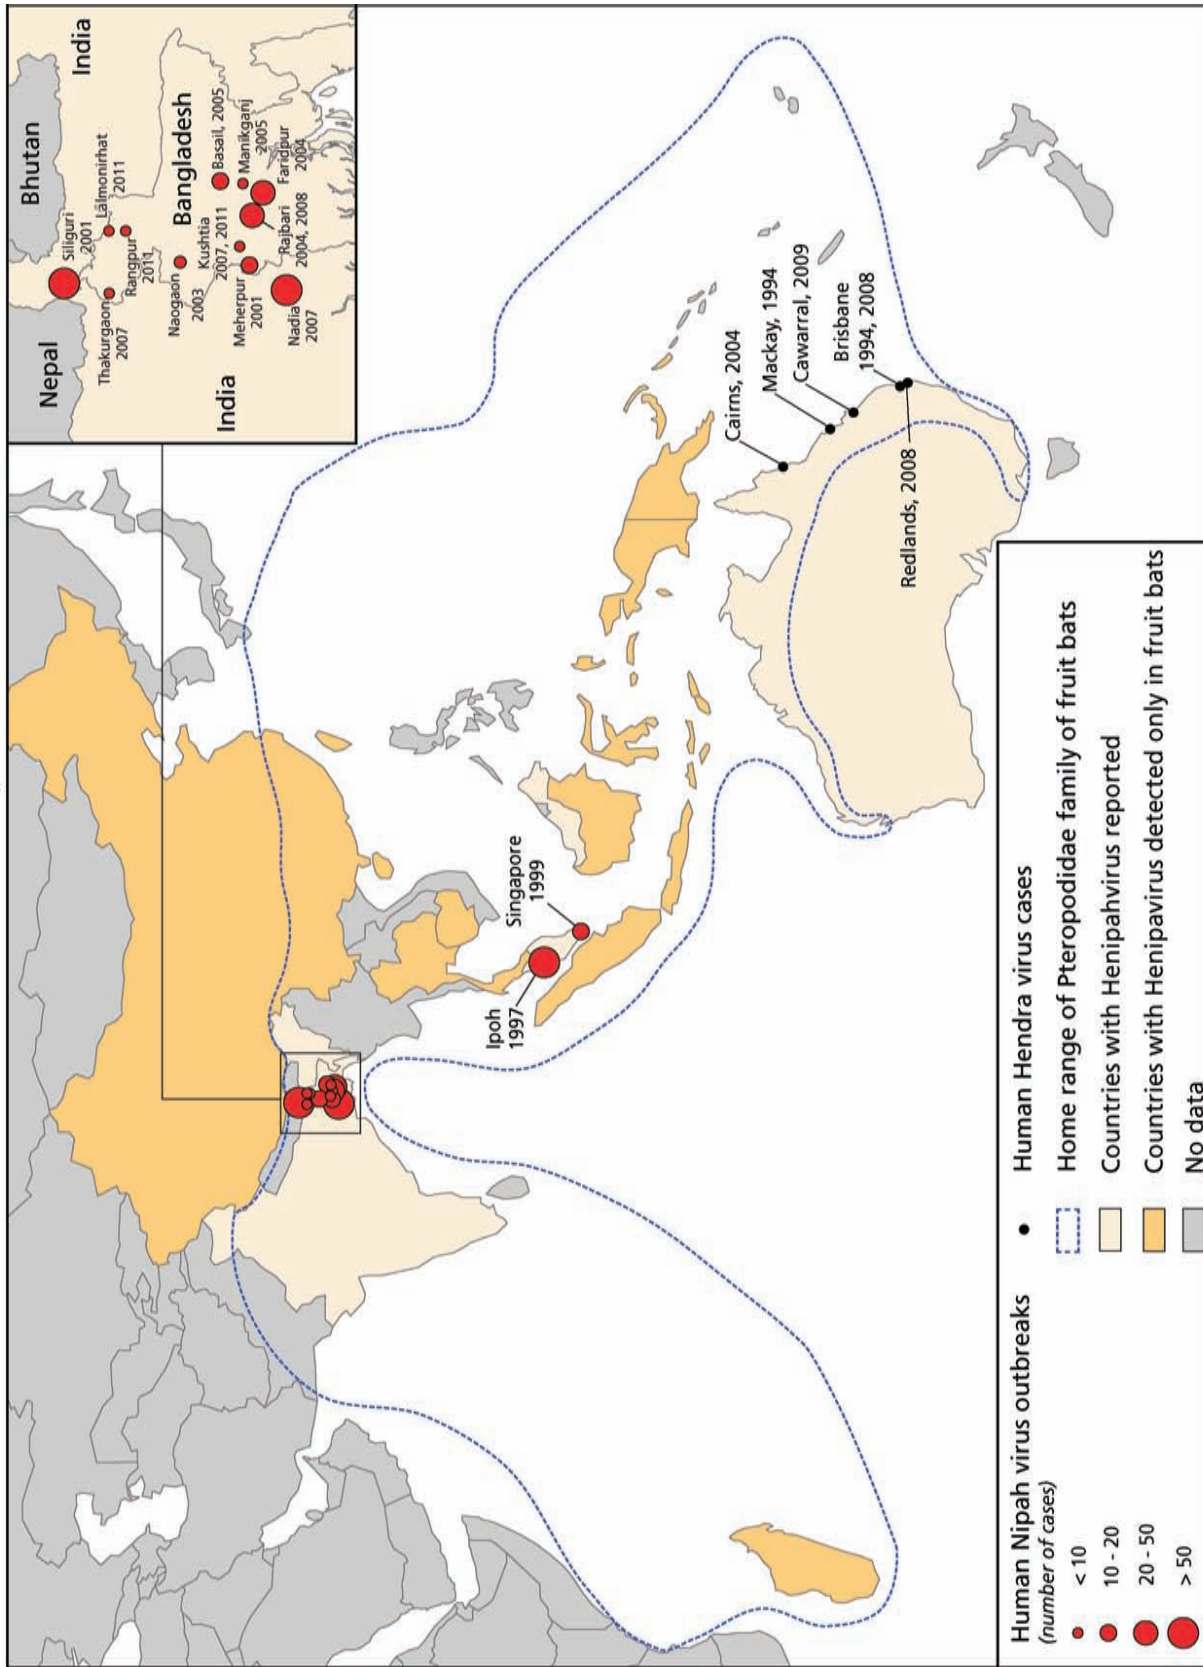 Nepal
Bhutan
India
Siliguri
2001
Lalmonirhat
2011
Thakurgaon
2007
Rangpur
2011
Naogaon
2003
Bangladesh
Basail, 2005
Kushtia
2007, 2011
Manikganj
2005
Meherpur
2001
Rajbari
2004, 2008
Faridpur
2004
Nadia
2007
India
Ipoh
1997
Singapore
1999
Cairns, 2004
Mackay, 1994
Cawarral, 2009
Brisbane
1994, 2008
Redlands, 2008
Human Nipah virus outbreaks
(number of cases)
< 10
10 - 20
20 - 50
> 50
Human Hendra virus cases
Home range of Pteropodidae family of fruit bats
Countries with Henipahvirus reported
Countries with Henipavirus detected only in fruit bats
No data